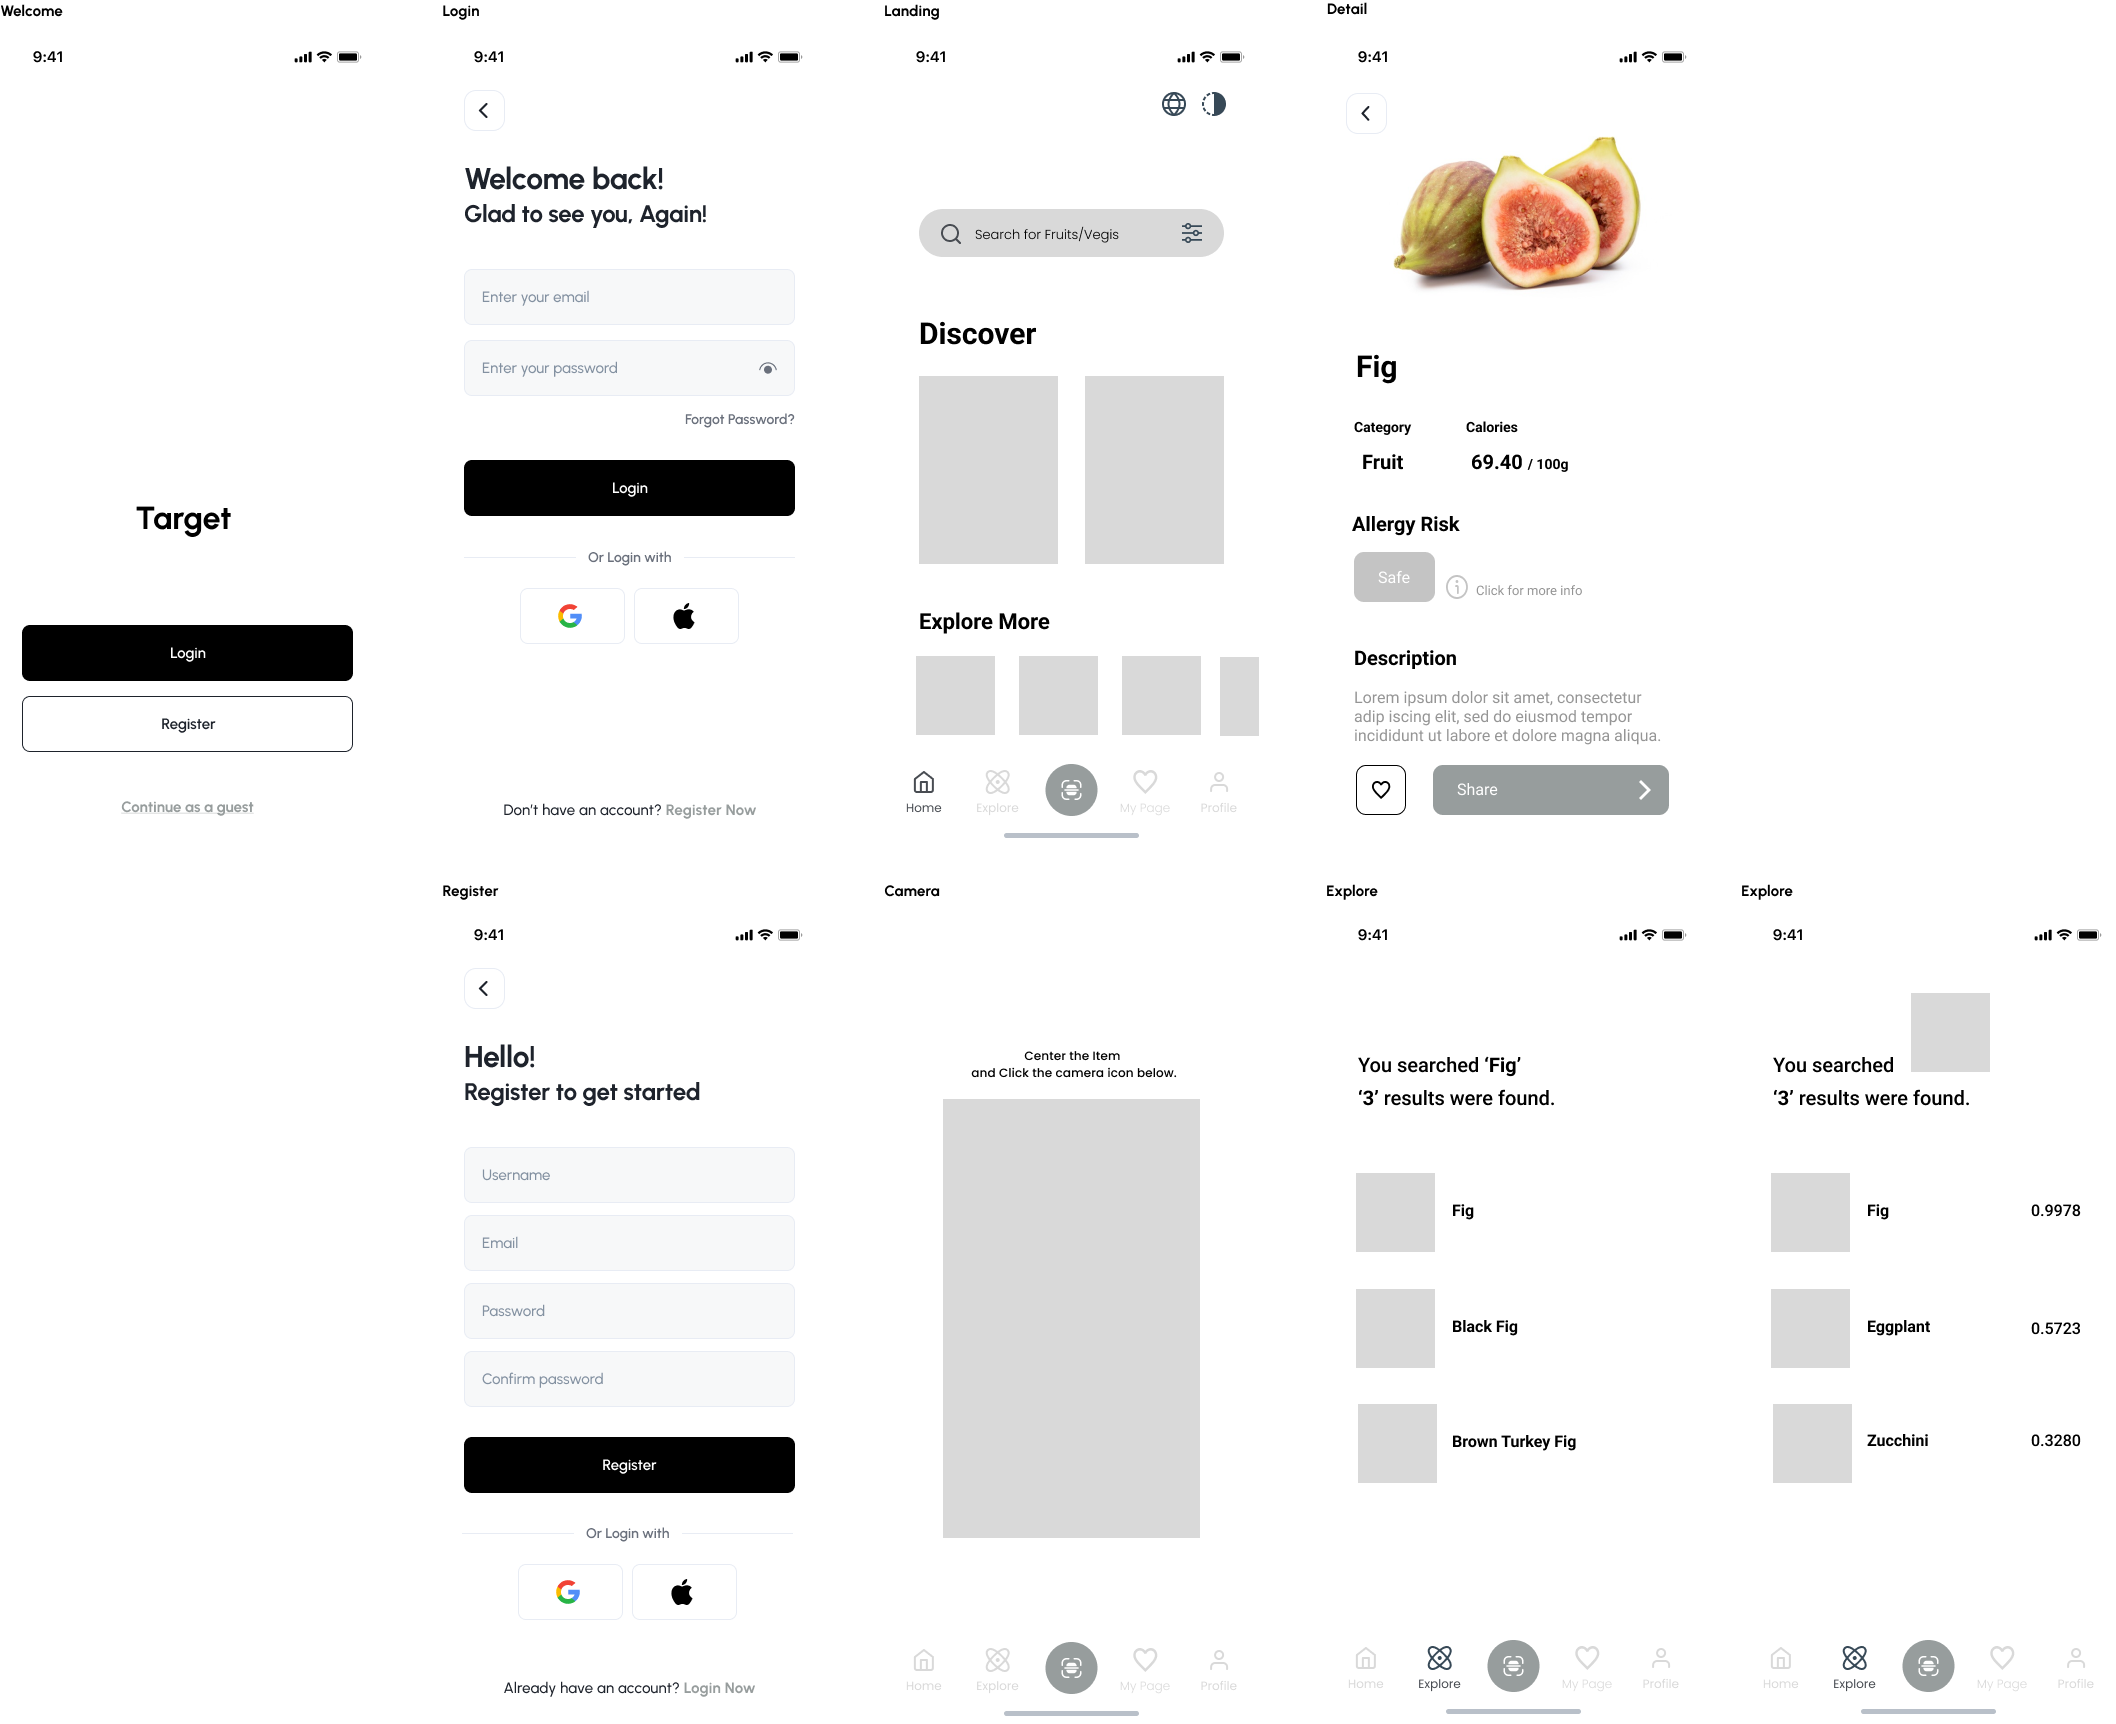 Welcome
9:41
Target
Login
Register
Continue as a guest
Login
9:41
Welcome back!
Glad to see you, Again!
Enter your email
Enter your password
Forgot Password?
Login
Or Login with
Don't have an account? Register Now
Landing
9:41
Search for Fruits/Vegis
Discover
Explore More
Home
Explore
My Page
Profile
Detail
9:41
Fig
Category
Calories
Fruit
69.40 / 100g
Allergy Risk
Safe
Click for more info
Description
Lorem ipsum dolor sit amet, consectetur
adip iscing elit, sed do eiusmod tempor
incididunt ut labore et dolore magna aliqua.
Share
Register
9:41
Hello!
Register to get started
Username
Email
Password
Confirm password
Register
Or Login with
Already have an account? Login Now
Camera
Center the Item
and Click the camera icon below.
Home
Explore
My Page
Profile
Explore
9:41
You searched ‘Fig’
‘3’ results were found.
Fig
Black Fig
Brown Turkey Fig
Home
Explore
My Page
Profile
Explore
9:41
You searched
‘3’ results were found.
Fig
0.9978
Eggplant
0.5723
Zucchini
0.3280
Home
Explore
My Page
Profile